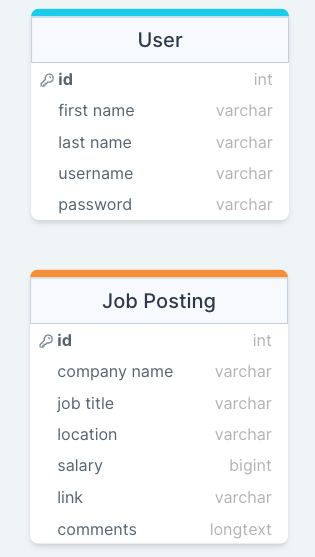 User
id int
first name varchar
last name varchar
username varchar
password varchar
Job Posting
id int
company name varchar
job title varchar
location varchar
salary bigint
link varchar
comments longtext